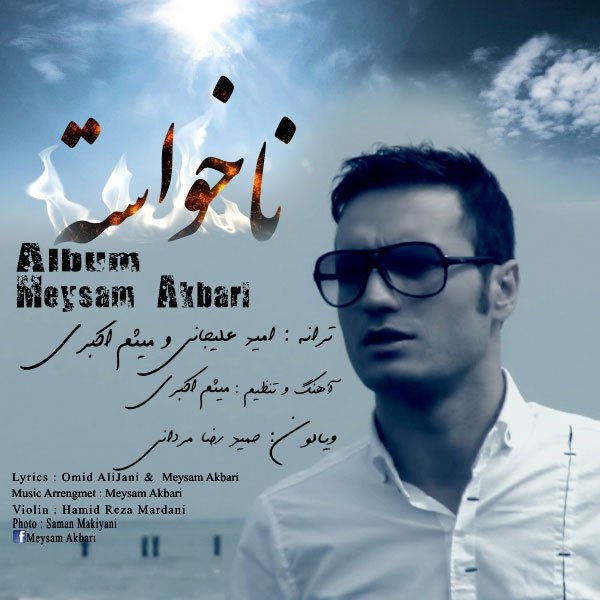 ناخواسته
Album
Meysam Akbari
ترانه : امید علیجانی و میثم اکبری
آهنگ و تنظیم : میثم اکبری
ویالون : حمید رضا مردانی
Lyrics : Omid AliJani & Meysam Akbari
Music Arrengmet : Meysam Akbari
Violin : Hamid Reza Mardani
Photo : Saman Makiyani
f Meysam Akbari